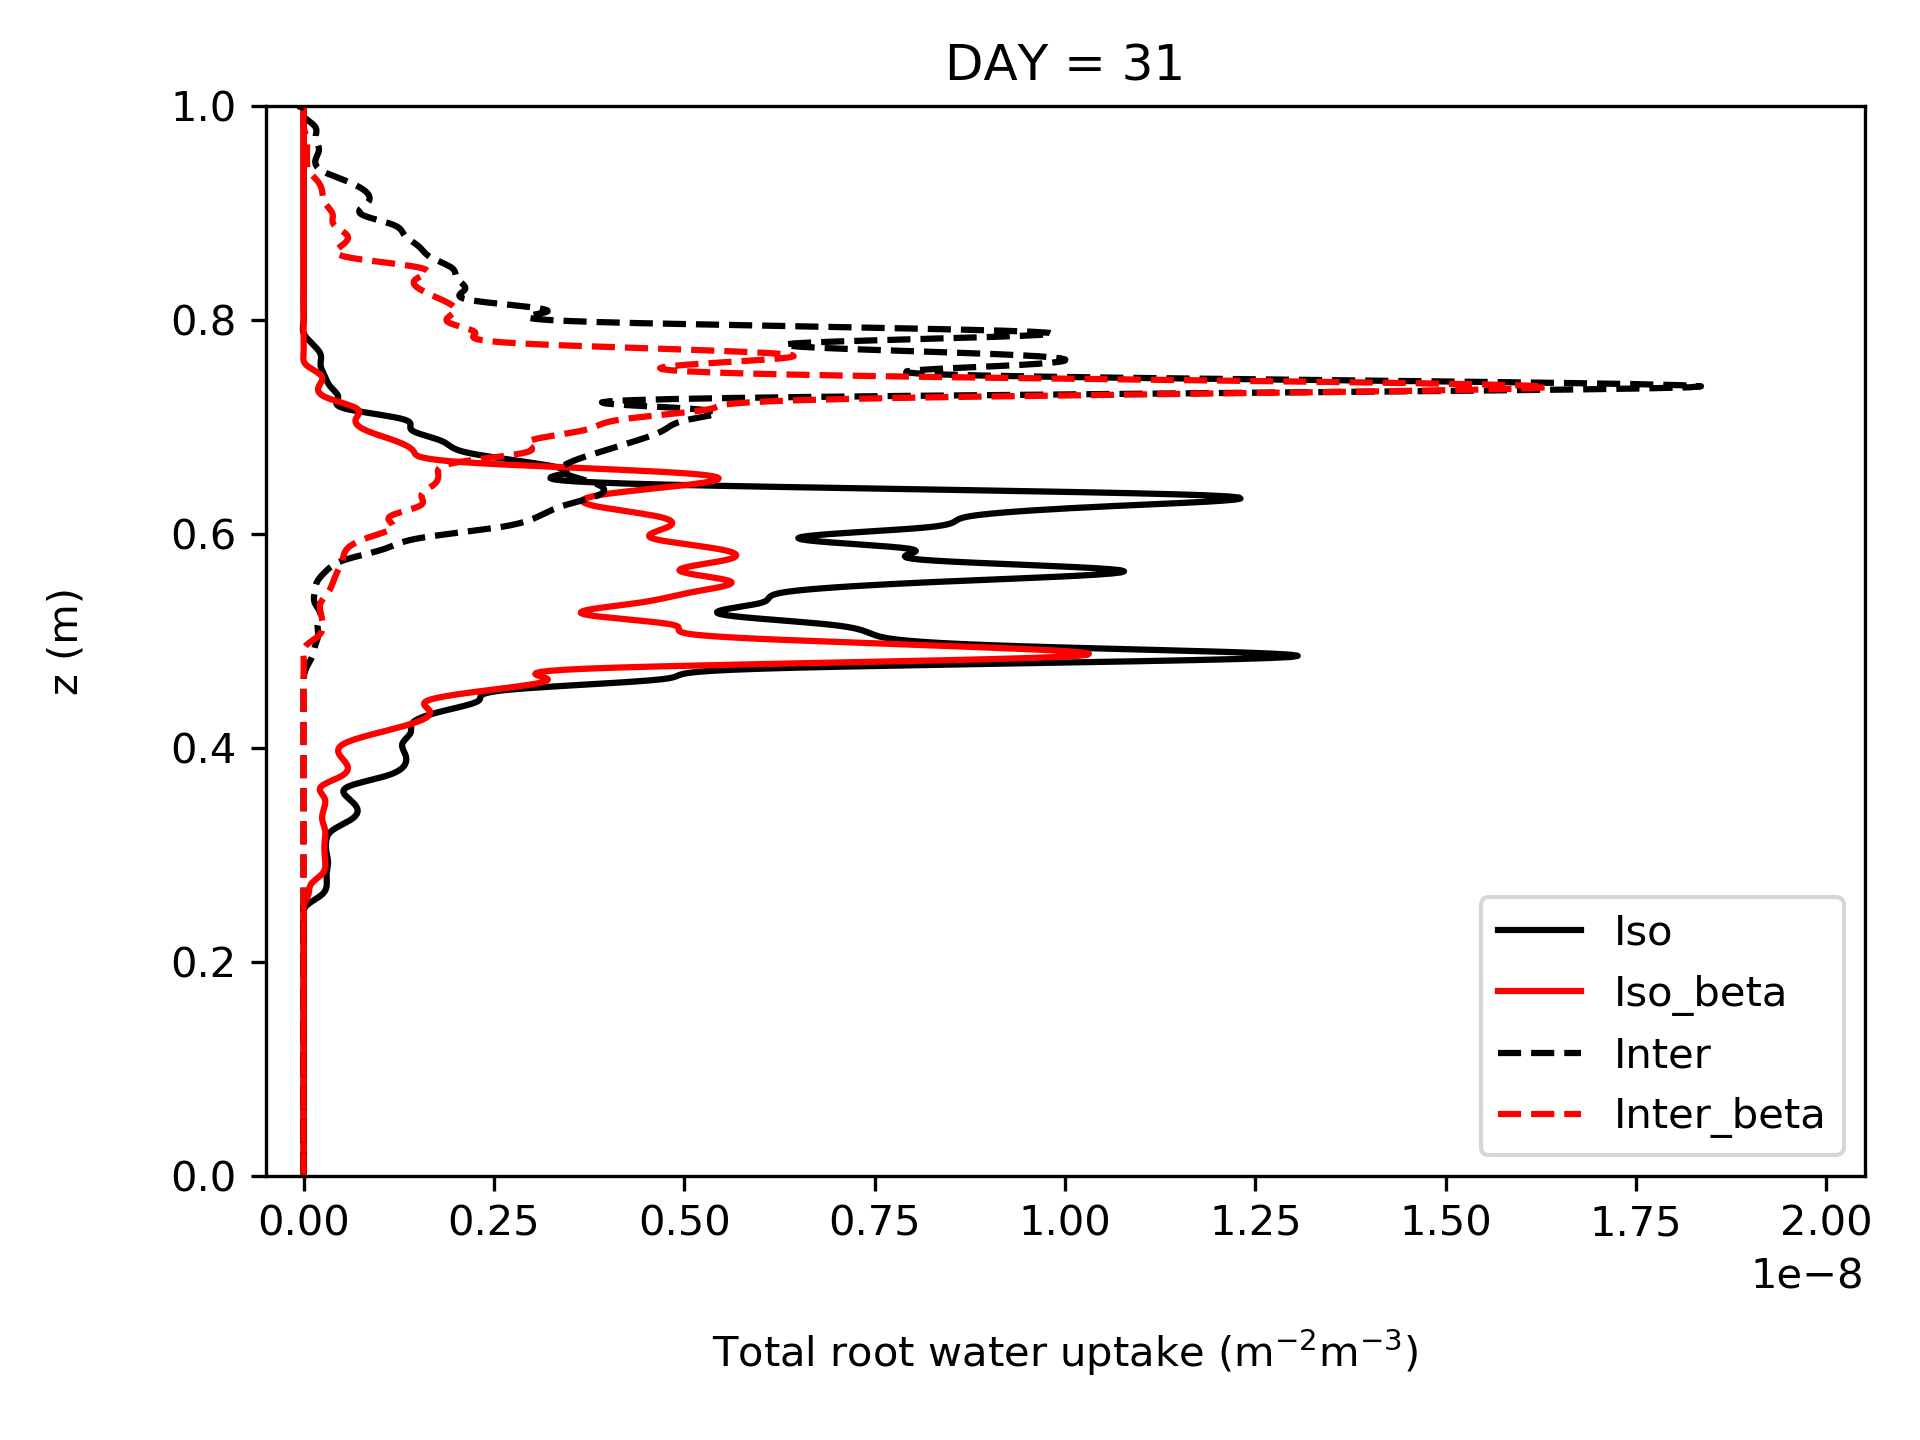 DAY = 31
1.0
0.8
0.6
0.4
0.2
0.0
z (m)
0.00 0.25 0.50 0.75 1.00 1.25 1.50 1.75 2.00
1e−8
Total root water uptake (m⁻²m⁻³)
Iso
Iso_beta
Inter
Inter_beta